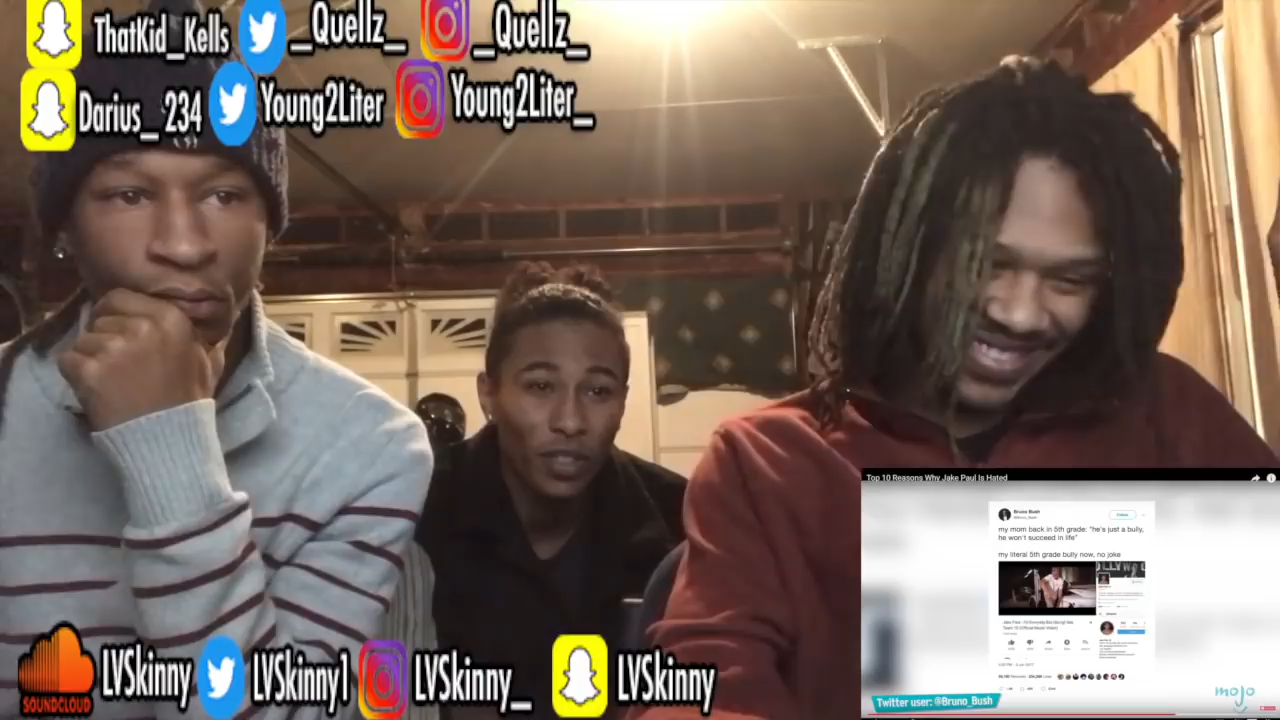 ThatKid_Kells _Quellz_ _Quellz_
Darius_234 Young2Liter Young2Liter_
Top 10 Reasons Why Jake Paul Is Hated
Bruno Bush
Follow
my mom back in 5th grade: "he's just a bully,
he won't succeed in life"
my literal 5th grade bully now, no joke
Twitter user: @Bruno_Bush
mojo
SOUNDCLOUD LVSkinny LVSkinny1 LVSkinny_ LVSkinny